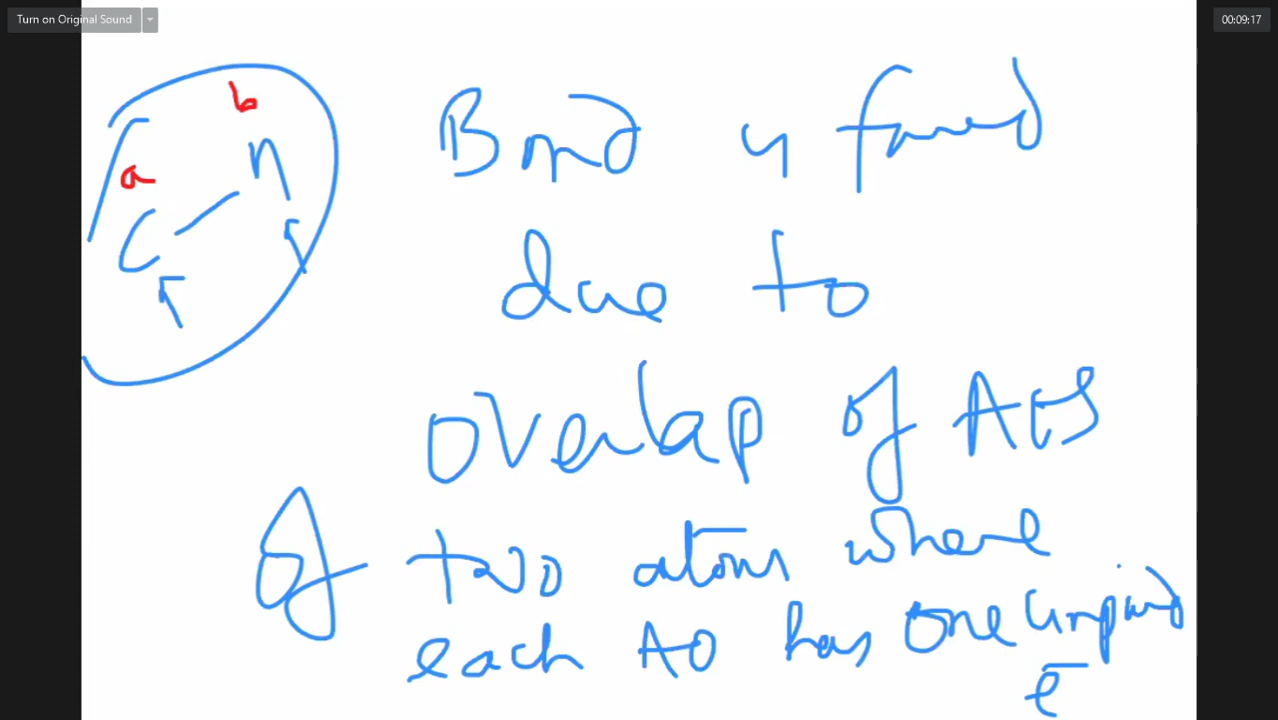 Turn on Original Sound
00:09:17
b
a
C - n
Bond is formed
due to
overlap of AOS
of two atoms where
each AO has one unpaired
e